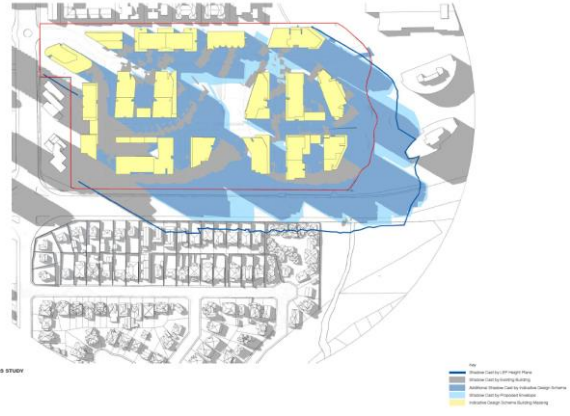 S STUDY
Key
Shadow Cast by LPP Height Plane
Shadow Cast by Existing Building
Additional Shadow Cast by Indicative Design Scheme
Shadow Cast by Proposed Envelope
Indicative Design Scheme Building Massing